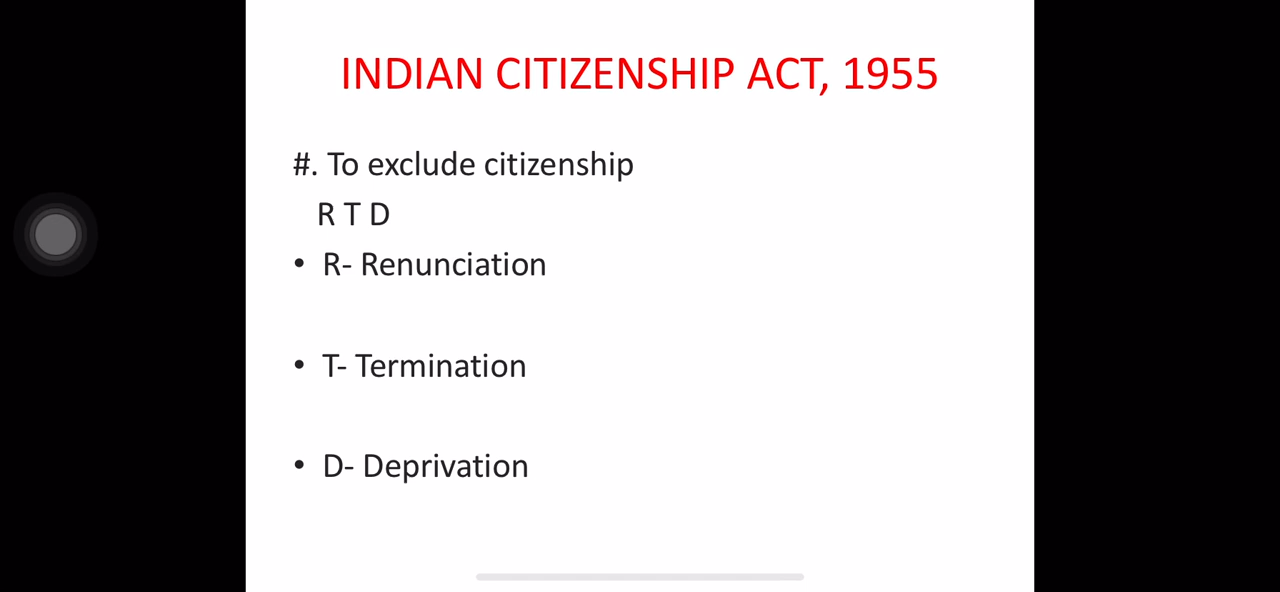 INDIAN CITIZENSHIP ACT, 1955
#. To exclude citizenship
R T D
• R- Renunciation
• T- Termination
• D- Deprivation